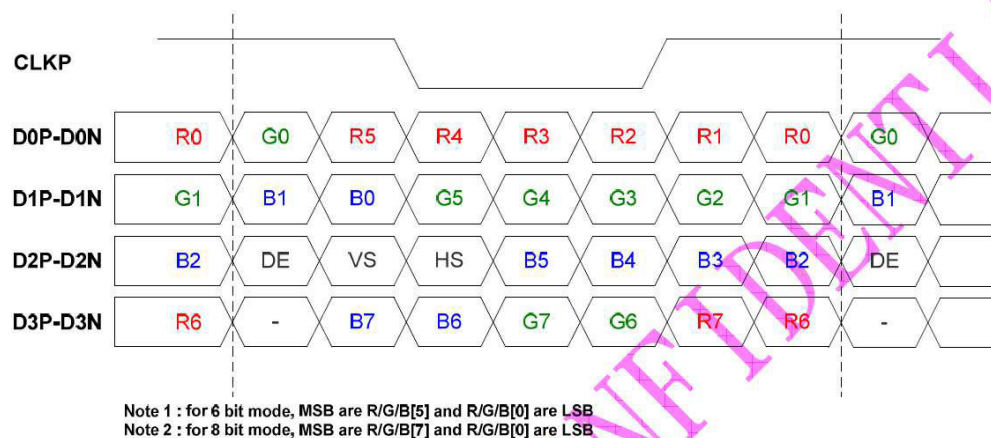 CLKP
D0P-D0N R0 G0 R5 R4 R3 R2 R1 R0 G0
D1P-D1N G1 B1 B0 G5 G4 G3 G2 G1 B1
D2P-D2N B2 DE VS HS B5 B4 B3 B2 DE
D3P-D3N R6 - B7 B6 G7 G6 R7 R6 -
Note 1 : for 6 bit mode, MSB are R/G/B[5] and R/G/B[0] are LSB
Note 2 : for 8 bit mode, MSB are R/G/B[7] and R/G/B[0] are LSB
NFIDENTI